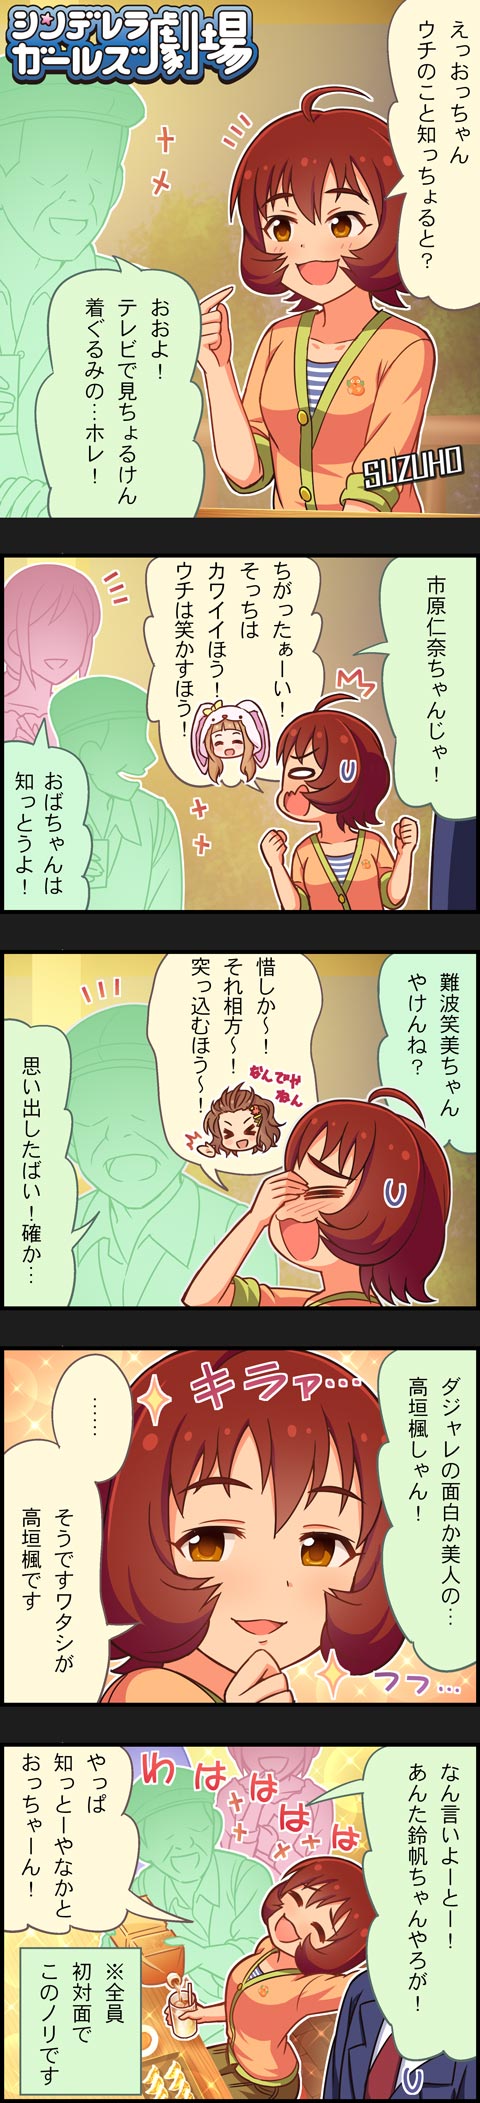 シンデレラ
ガールズ劇場
えっおっちゃん
ウチのこと知っちょると?
おおよ!
テレビで見ちょるけん
着ぐるみの…ホレ!
SUZUHO
市原仁奈ちゃんじゃ!
ちがったぁーい!
そっちは
カワイイほう!
ウチは笑かすほう!
おばちゃんは
知っとうよ!
難波笑美ちゃん
やけんね?
惜しか〜!
それ相方〜!
突っ込むほう〜!
なんでや
ねん
思い出したばい!確か…
ダジャレの面白か美人の…
高垣楓しゃん!
キラァ…
……
そうですワタシが
高垣楓です
フフ…
なん言いよーとー!
あんた鈴帆ちゃんやろが!
わはははは
やっぱ
知っとーやなかと
おっちゃーん!
※全員
初対面で
このノリです